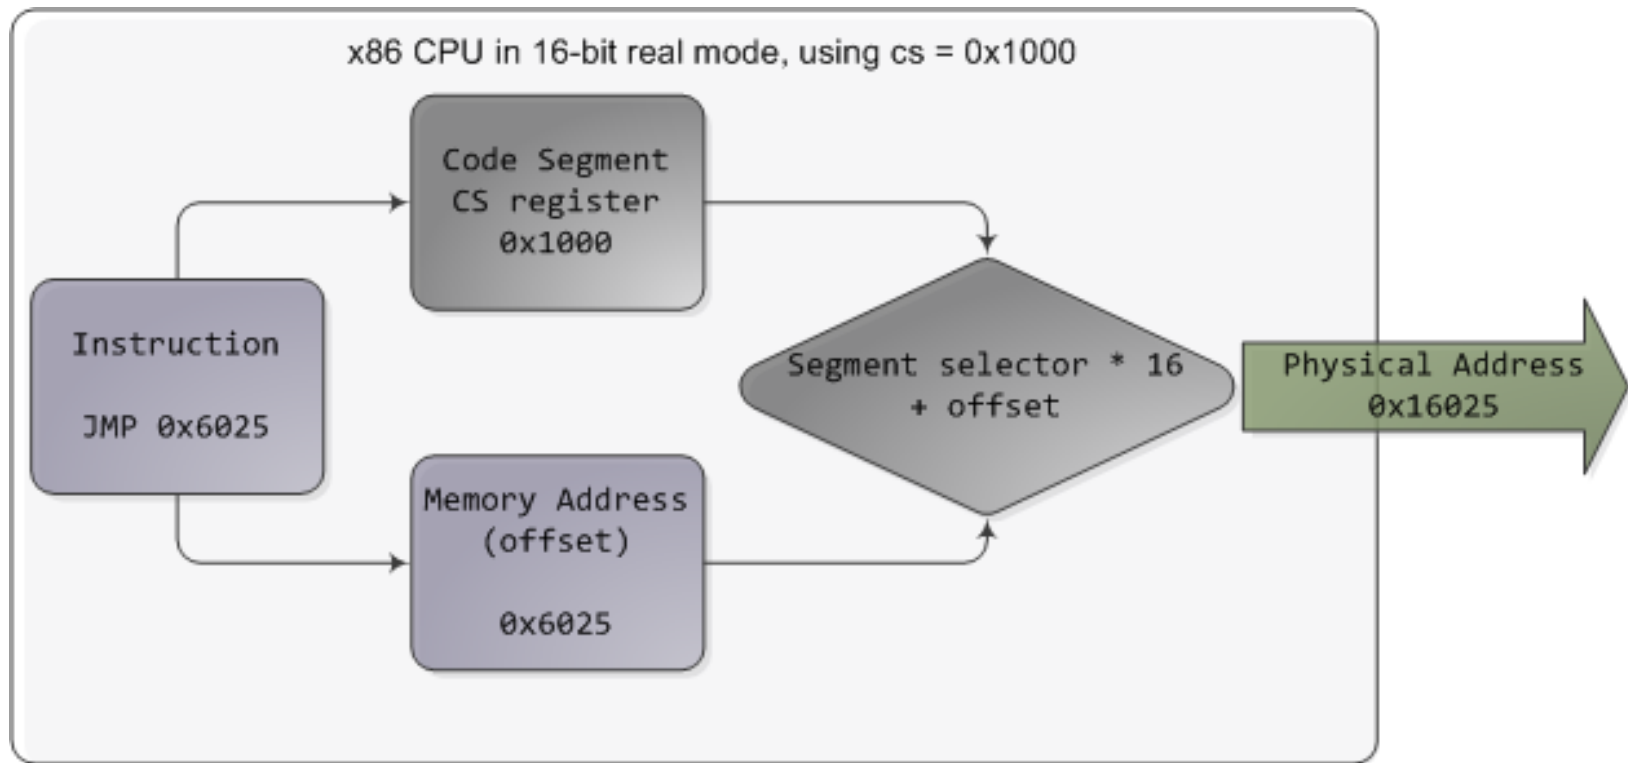 x86 CPU in 16-bit real mode, using cs = 0x1000
Code Segment
CS register
0x1000
Instruction
JMP 0x6025
Memory Address
(offset)
0x6025
Segment selector * 16
+ offset
Physical Address
0x16025